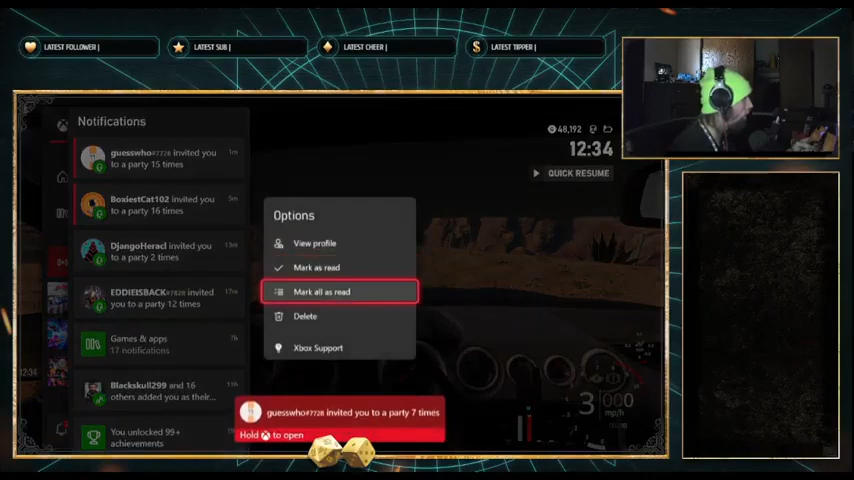 LATEST FOLLOWER |
LATEST SUB |
LATEST CHEER |
LATEST TIPPER |
Notifications
guesswho#7728 invited you
to a party 15 times
1m
BoxiestCat102 invited
you to a party 16 times
5m
DjangoHeracl invited
you to a party 2 times
13m
EDDIEISBACK#7828 invited
you to a party 12 times
17m
Games & apps
17 notifications
7h
Blackskull299 and 16
others added you as their...
11h
You unlocked 99+
achievements
48,192
12:34
QUICK RESUME
Options
View profile
Mark as read
Mark all as read
Delete
Xbox Support
guesswho#7728 invited you to a party 7 times
Hold to open
12:34
3
000
mp/h